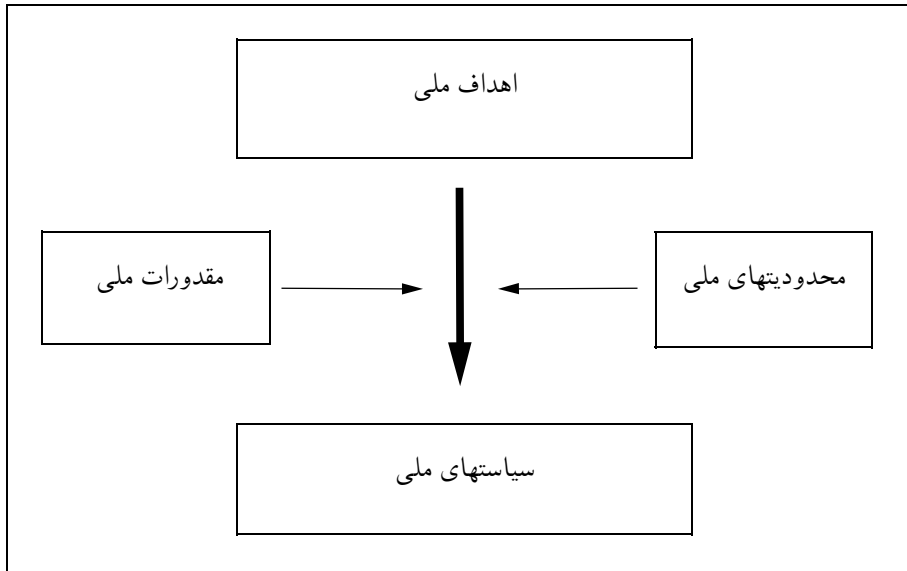 اهداف ملی
محدودیتهای ملی
مقدورات ملی
سیاستهای ملی